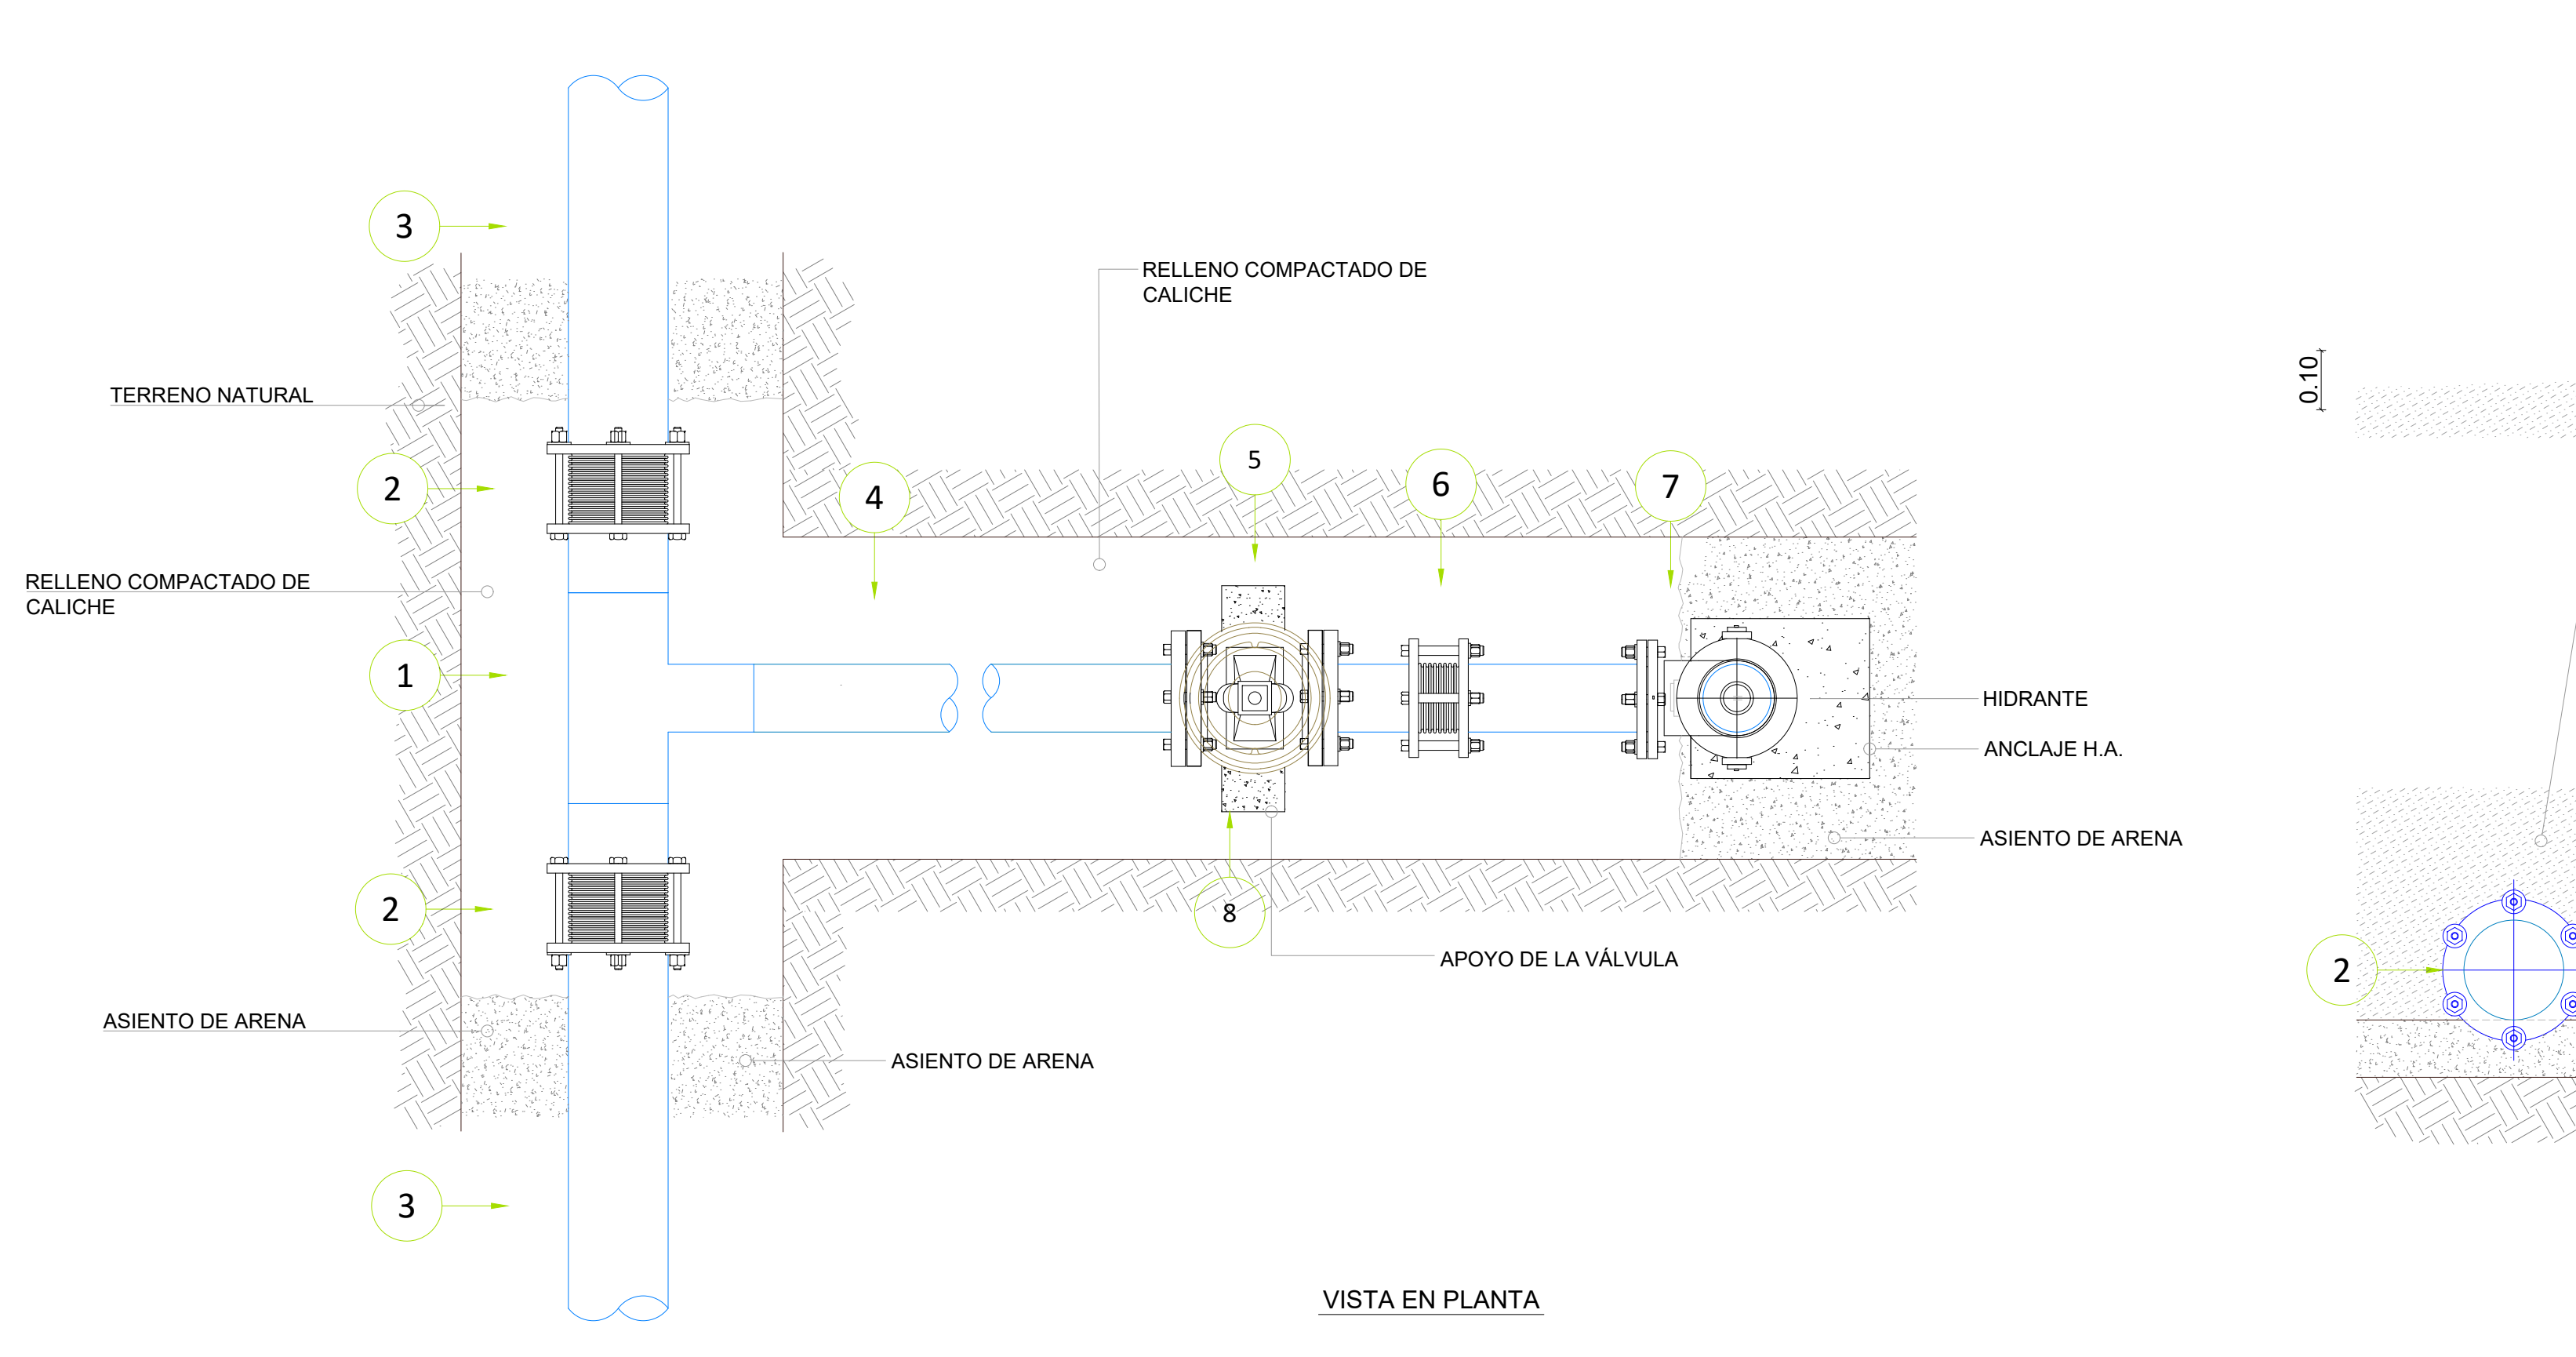 3
RELLENO COMPACTADO DE
CALICHE
0.10
TERRENO NATURAL
2
4
5
6
7
RELLENO COMPACTADO DE
CALICHE
1
HIDRANTE
ANCLAJE H.A.
ASIENTO DE ARENA
2
8
APOYO DE LA VÁLVULA
2
ASIENTO DE ARENA
ASIENTO DE ARENA
3
VISTA EN PLANTA